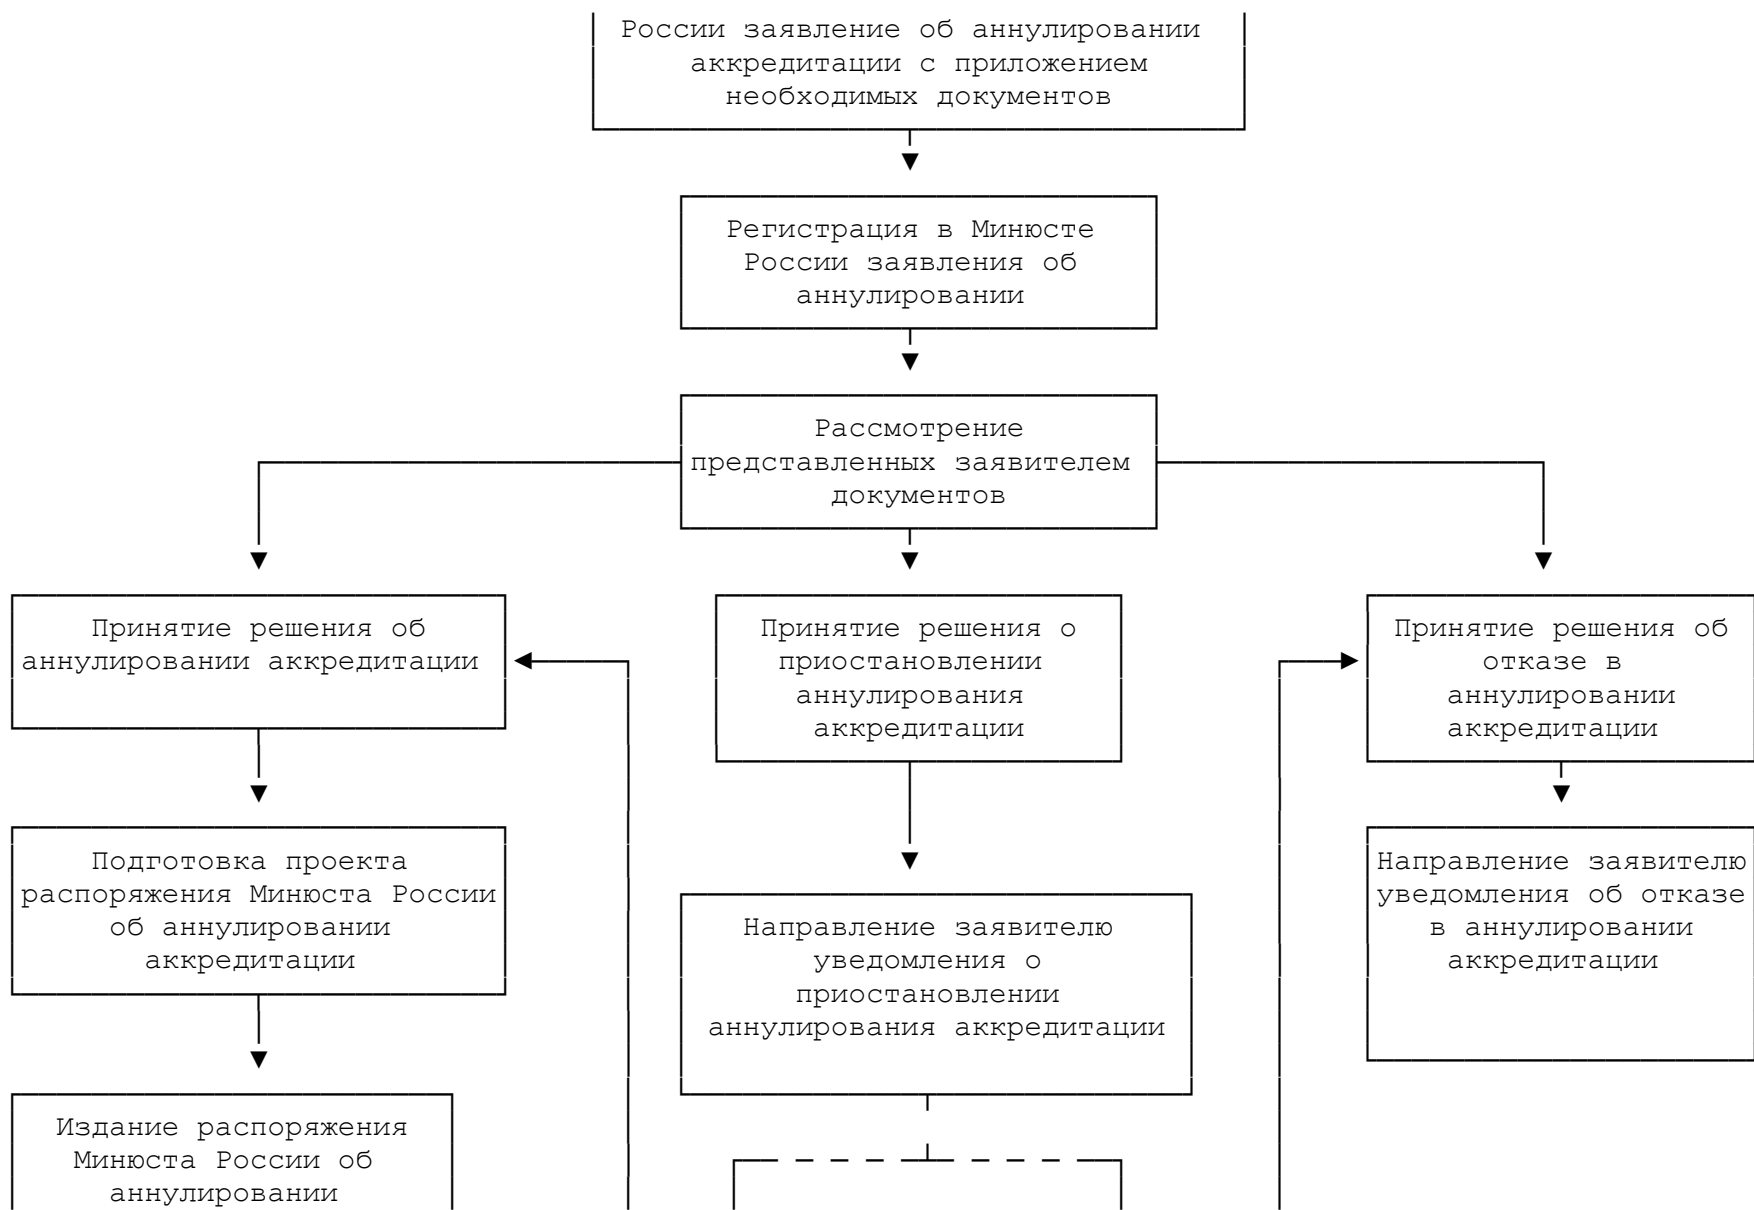 России заявление об аннулировании
аккредитации с приложением
необходимых документов
Регистрация в Минюсте
России заявления об
аннулировании
Рассмотрение
представленных заявителем
документов
Принятие решения об
аннулировании аккредитации
Принятие решения о
приостановлении
аннулирования
аккредитации
Принятие решения об
отказе в
аннулировании
аккредитации
Подготовка проекта
распоряжения Минюста России
об аннулировании
аккредитации
Направление заявителю
уведомления о
приостановлении
аннулирования аккредитации
Направление заявителю
уведомления об отказе
в аннулировании
аккредитации
Издание распоряжения
Минюста России об
аннулировании